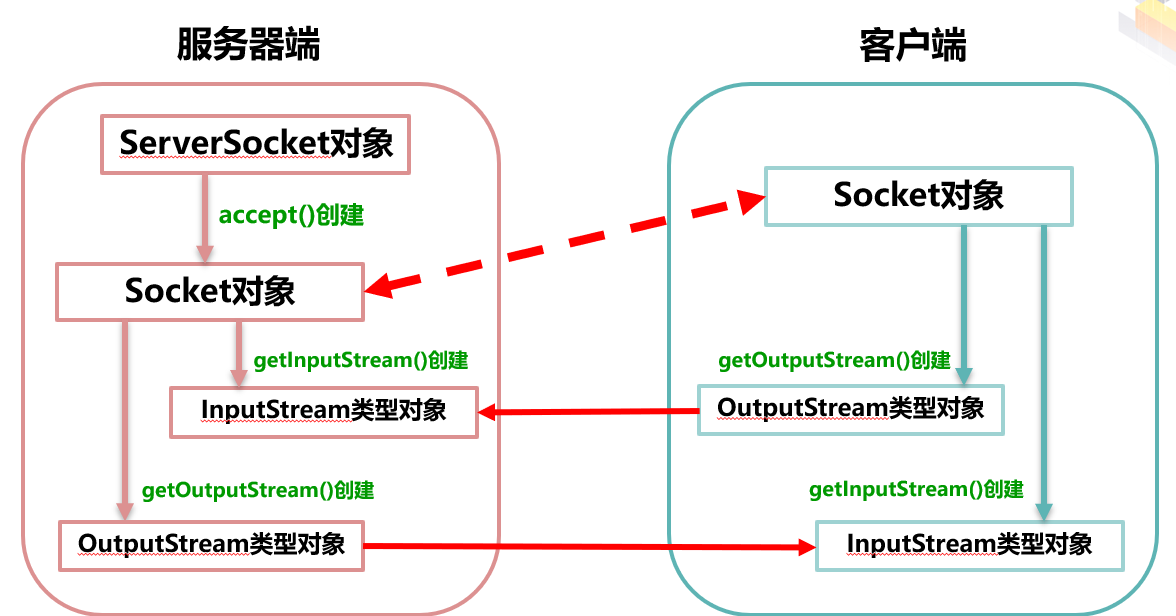 服务器端
客户端
ServerSocket对象
accept()创建
Socket对象
Socket对象
getInputStream()创建
getOutputStream()创建
InputStream类型对象
OutputStream类型对象
getOutputStream()创建
getInputStream()创建
OutputStream类型对象
InputStream类型对象